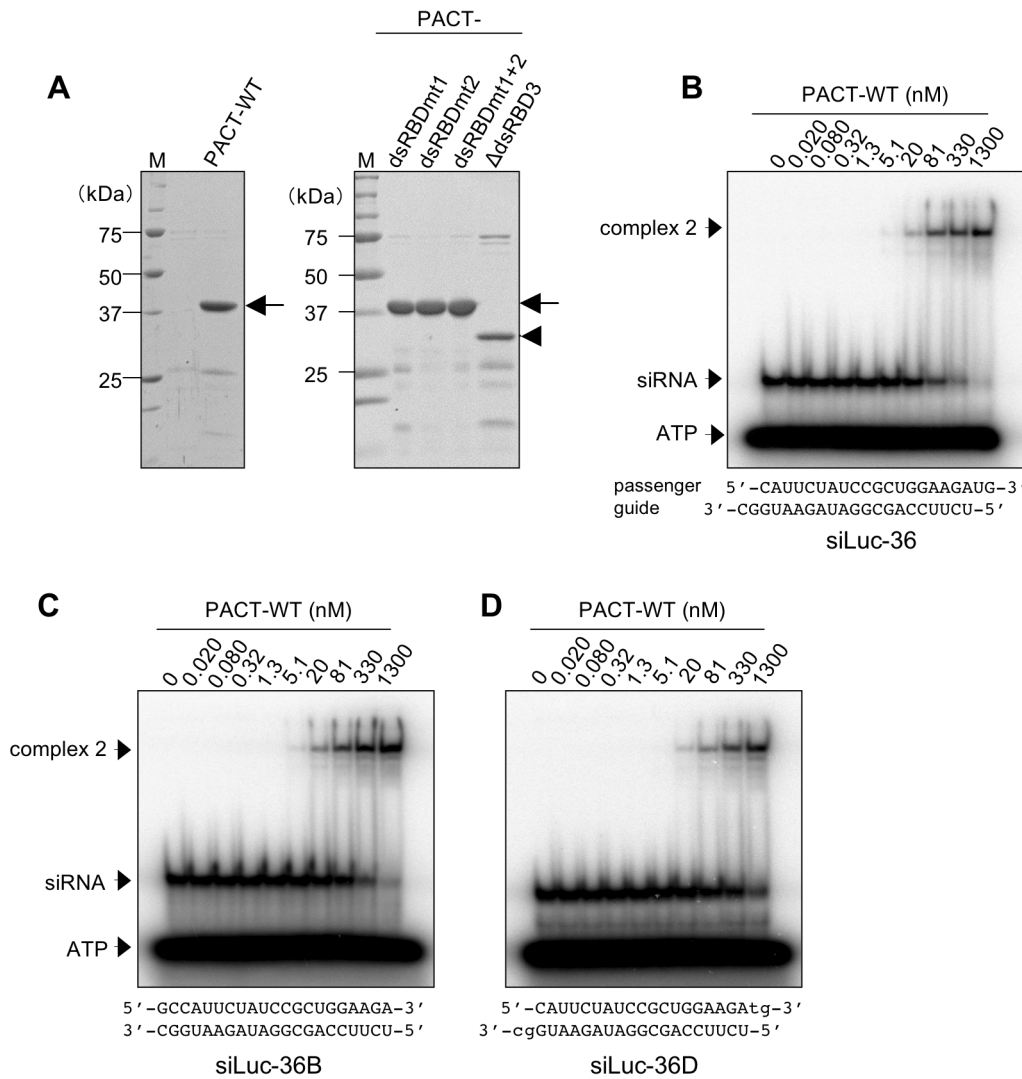 PACT-
A
M
PACT-WT
(kDa)
75
50
37
25
M
dsRBDmt1
dsRBDmt2
dsRBDmt1+2
ΔdsRBD3
(kDa)
75
50
37
25
B
PACT-WT (nM)
0 0.020 0.080 0.32 1.3 5.1 20 81 330 1300
complex 2
siRNA
ATP
passenger 5′-CAUUCUAUCCGCUGGAAGAUG-3′
guide 3′-CGGUAAGAUAGGCGACCUUCU-5′
siLuc-36
C
PACT-WT (nM)
0 0.020 0.080 0.32 1.3 5.1 20 81 330 1300
complex 2
siRNA
ATP
5′-GCCAUUCUAUCCGCUGGAAGA-3′
3′-CGGUAAGAUAGGCGACCUUCU-5′
siLuc-36B
D
PACT-WT (nM)
0 0.020 0.080 0.32 1.3 5.1 20 81 330 1300
5′-CAUUCUAUCCGCUGGAAGAtg-3′
3′-cgGUAAGAUAGGCGACCUUCU-5′
siLuc-36D